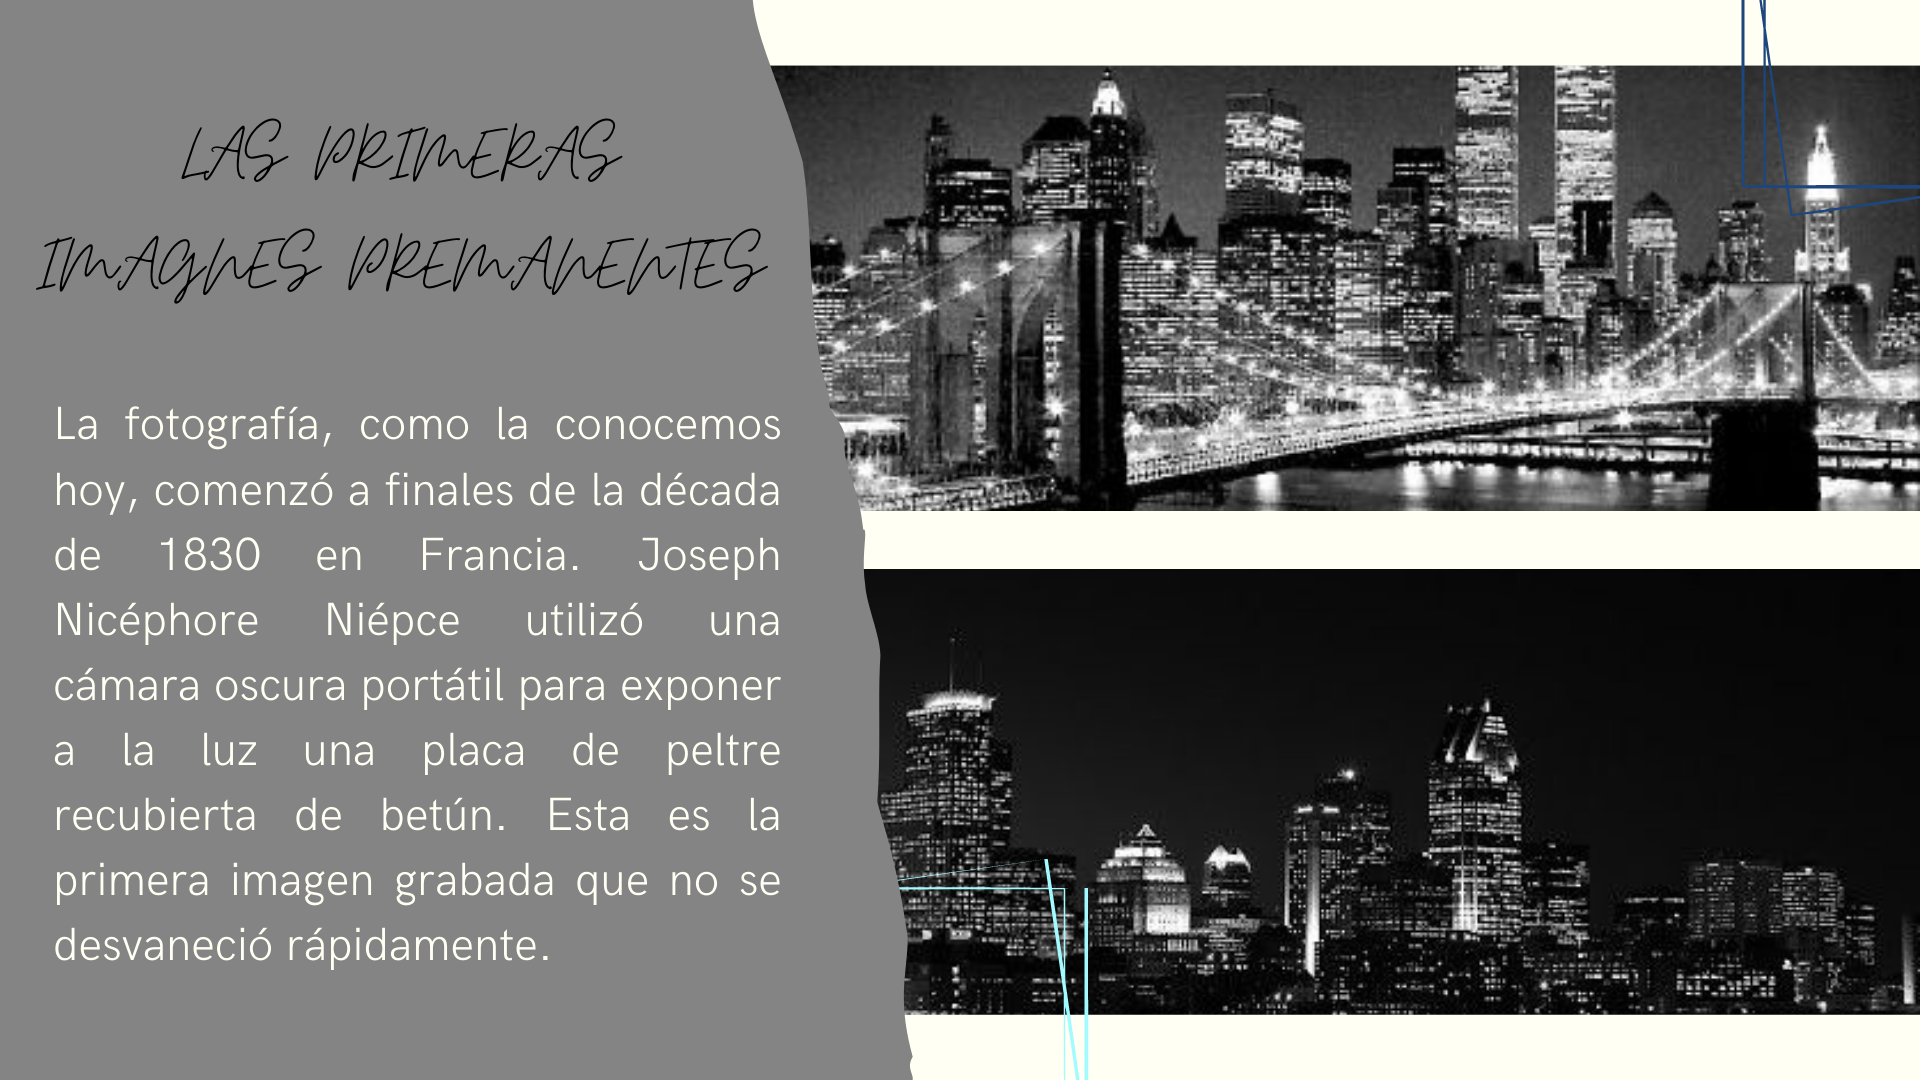 LAS PRIMERAS
IMAGNES PREMANENTES
La fotografía, como la conocemos
hoy, comenzó a finales de la década
de 1830 en Francia. Joseph
Nicéphore Niépce utilizó una
cámara oscura portátil para exponer
a la luz una placa de peltre
recubierta de betún. Esta es la
primera imagen grabada que no se
desvaneció rápidamente.